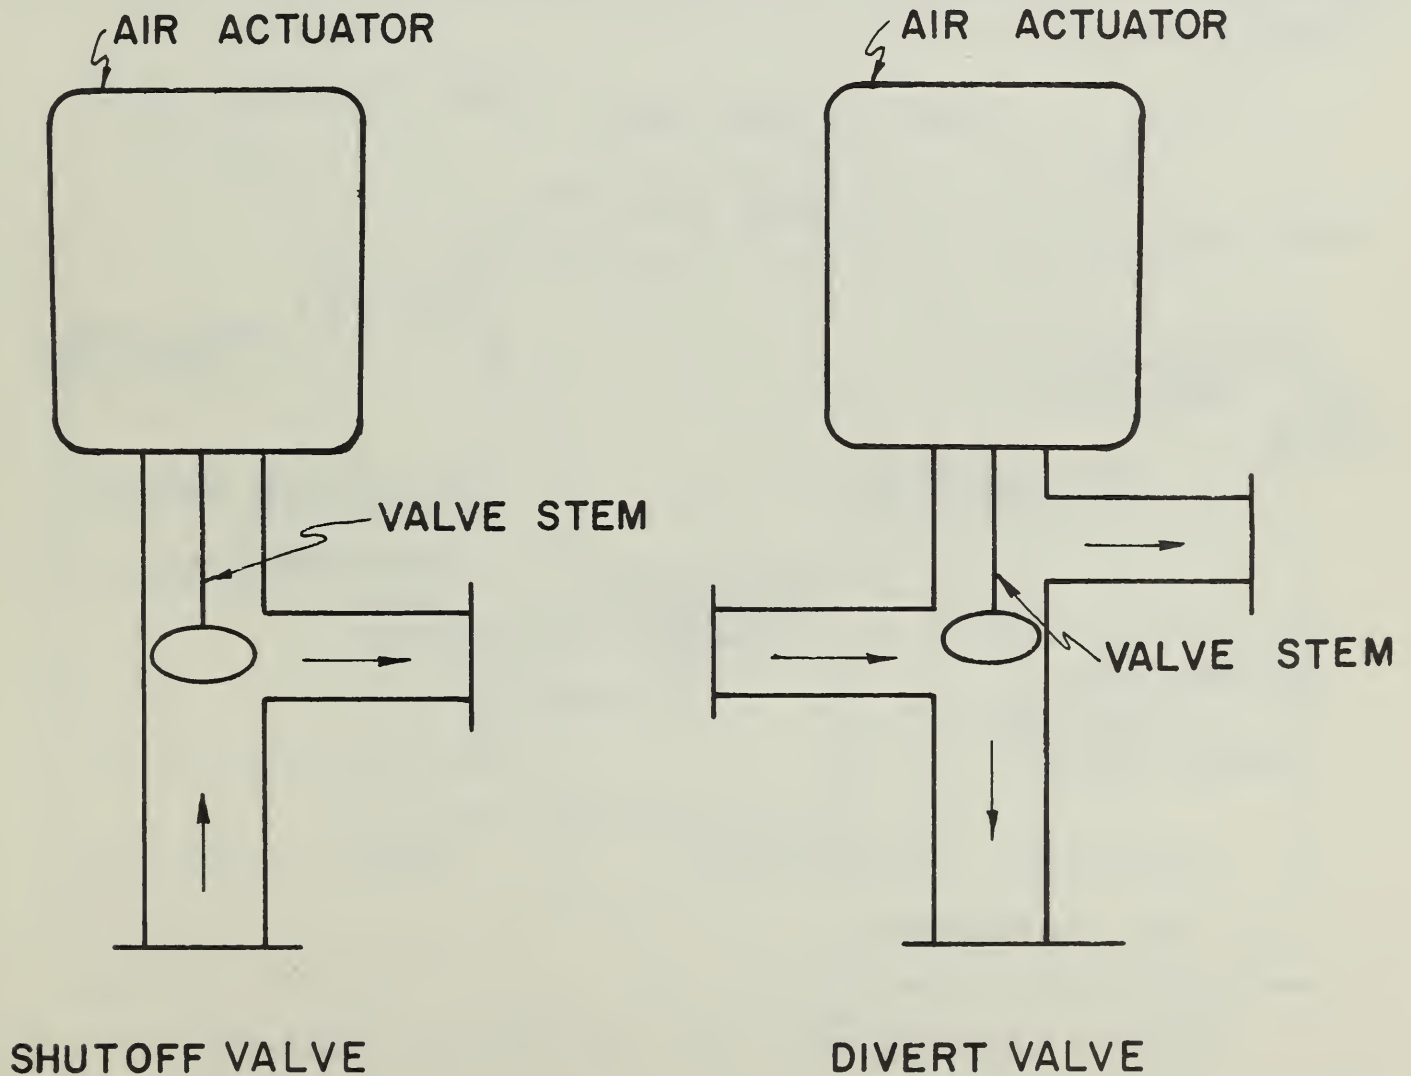 AIR ACTUATOR
AIR ACTUATOR
VALVE STEM
VALVE STEM
SHUTOFF VALVE
DIVERT VALVE